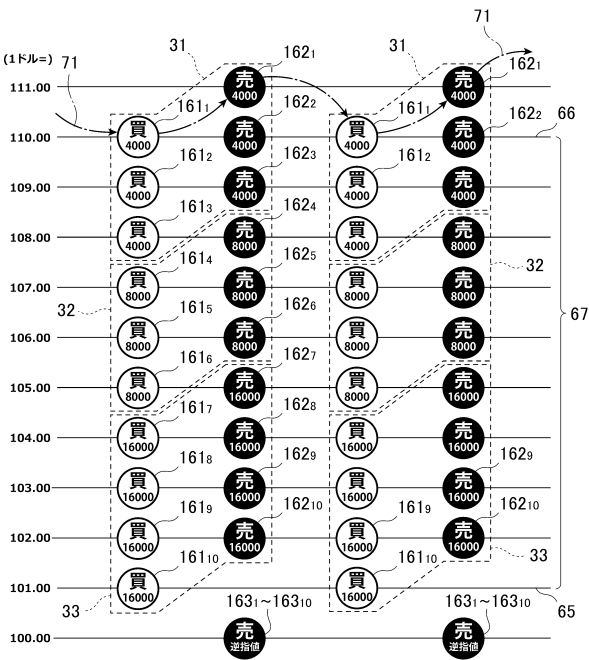 71
31 162₁ 31 162₁
(1ドル=)
71
111.00 売 4000 売 4000
161₁ 162₂ 161₁ 162₂ 66
110.00 買 4000 売 4000 買 4000 売 4000
161₂ 162₃ 161₂
109.00 買 4000 売 4000 買 4000 売 4000
161₃ 162₄
108.00 買 4000 売 8000 買 4000 売 8000
161₄ 162₅ 32
107.00 買 8000 売 8000 買 8000 売 8000
32 161₅ 162₆ 67
106.00 買 8000 売 8000 買 8000 売 8000
161₆ 162₇
105.00 買 8000 売 16000 買 8000 売 16000
161₇ 162₈
104.00 買 16000 売 16000 買 16000 売 16000
161₈ 162₉ 162₉
103.00 買 16000 売 16000 買 16000 売 16000
161₉ 162₁₀ 161₉ 162₁₀
102.00 買 16000 売 16000 買 16000 売 16000
161₁₀ 161₁₀ 33
101.00 買 16000 買 16000
33 163₁~163₁₀ 163₁~163₁₀ 65
100.00 売 逆指値 売 逆指値